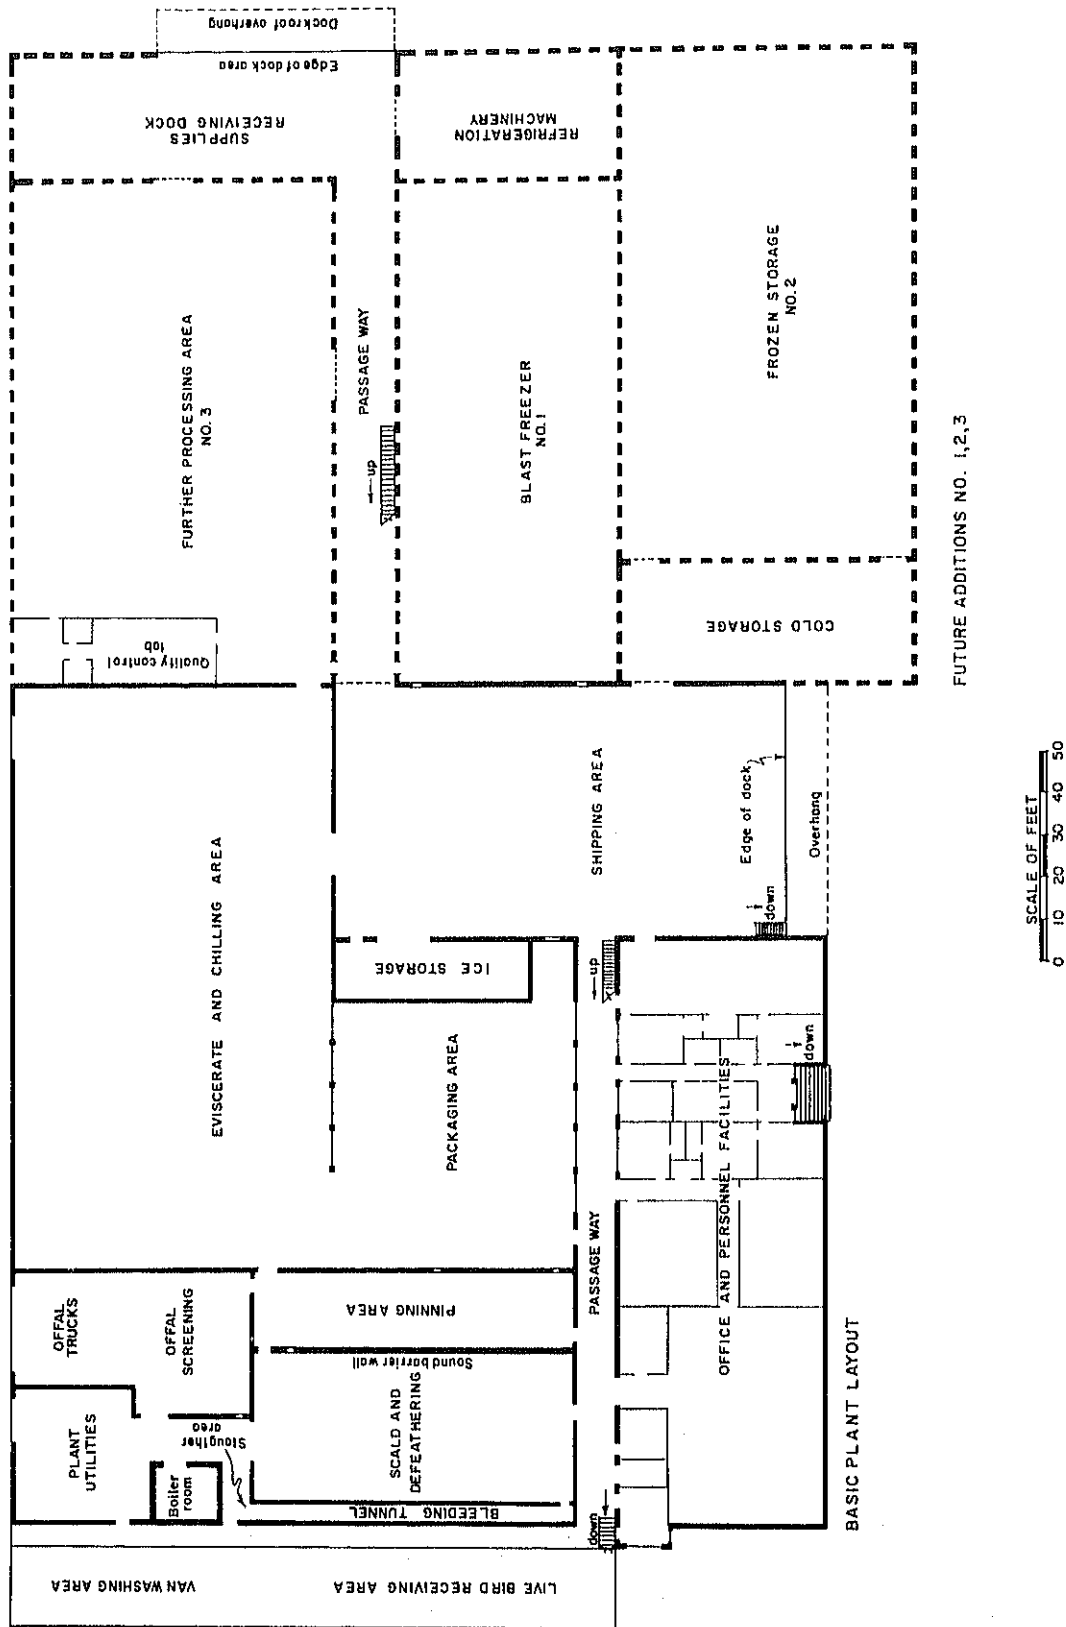 VAN WASHING AREA
LIVE BIRD RECEIVING AREA
PLANT
UTILITIES
Boiler
room
Slougther
area
OFFAL
TRUCKS
OFFAL
SCREENING
BLEEDING TUNNEL
SCALD AND
DEFEATHERING
Sound barrier wall
PINNING AREA
down
PASSAGE WAY
up
EVISCERATE AND CHILLING AREA
PACKAGING AREA
ICE STORAGE
OFFICE AND PERSONNEL FACILITIES
down
SHIPPING AREA
down
Edge of dock
Overhang
Quality control
lab
FURTHER PROCESSING AREA
NO. 3
PASSAGE WAY
up
BLAST FREEZER
NO.1
COLD STORAGE
FROZEN STORAGE
NO. 2
SUPPLIES
RECEIVING DOCK
Edge of dock area
Dock roof overhang
REFRIGERATION
MACHINERY
BASIC PLANT LAYOUT
FUTURE ADDITIONS NO. 1,2,3
SCALE OF FEET
0 10 20 30 40 50